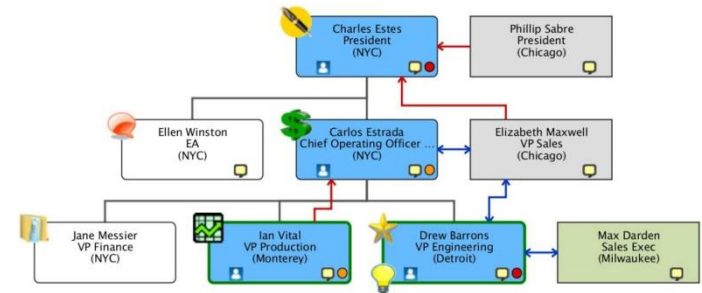 Charles Estes
President
(NYC)
Phillip Sabre
President
(Chicago)
Ellen Winston
EA
(NYC)
Carlos Estrada
Chief Operating Officer ...
(NYC)
Elizabeth Maxwell
VP Sales
(Chicago)
Jane Messier
VP Finance
(NYC)
Ian Vital
VP Production
(Monterey)
Drew Barrons
VP Engineering
(Detroit)
Max Darden
Sales Exec
(Milwaukee)